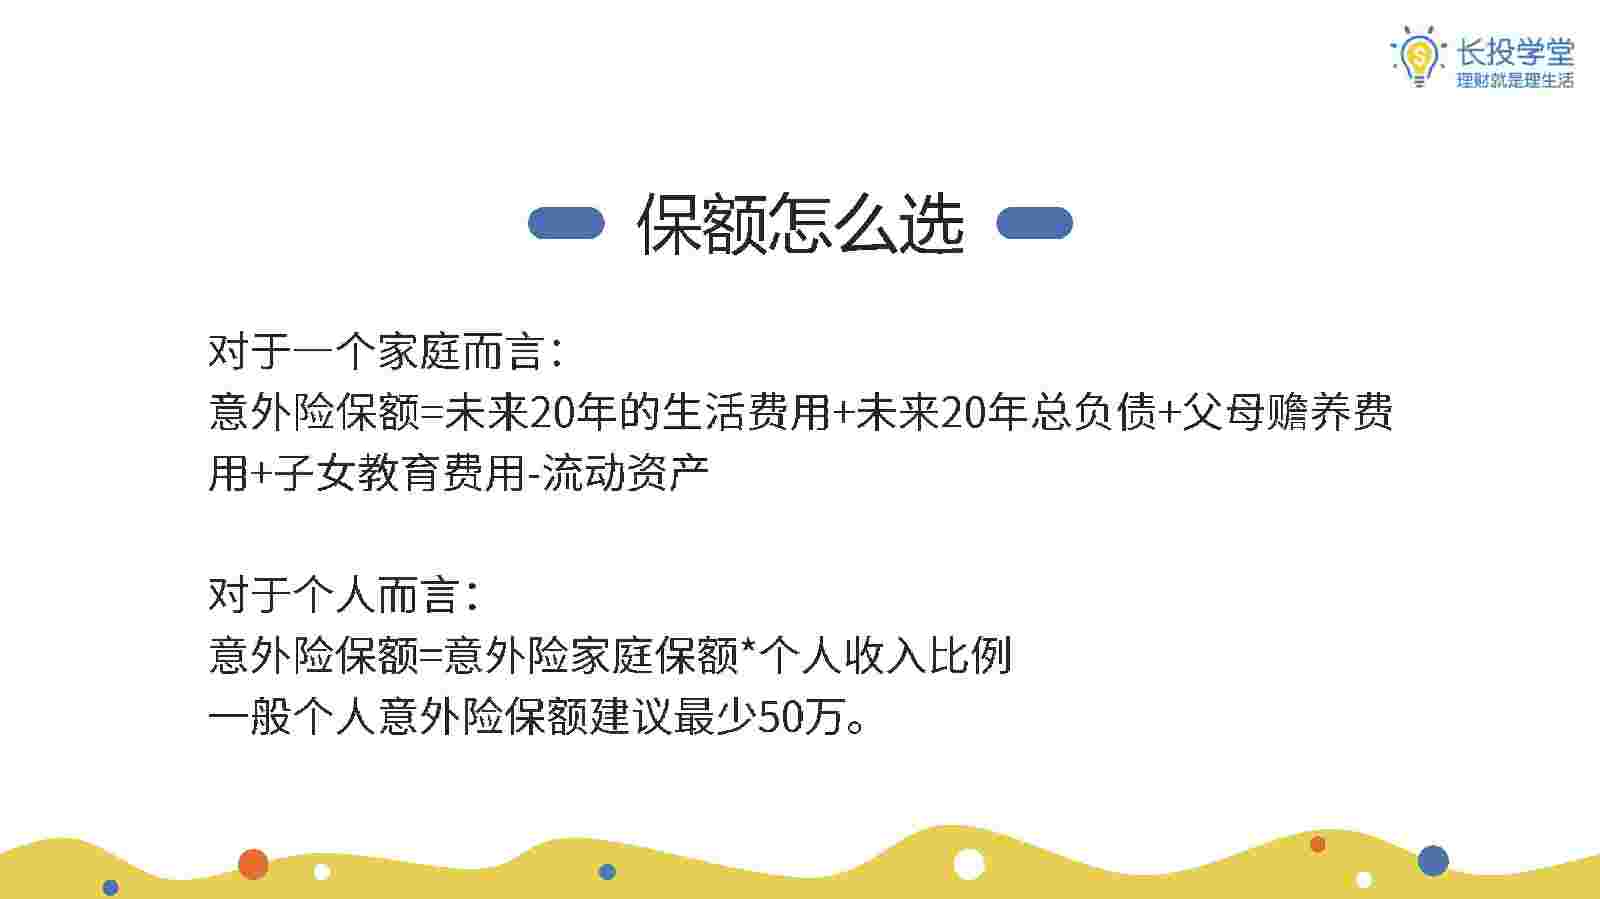 长投学堂
理财就是理生活
保额怎么选
对于一个家庭而言：
意外险保额=未来20年的生活费用+未来20年总负债+父母赡养费
用+子女教育费用-流动资产
对于个人而言：
意外险保额=意外险家庭保额*个人收入比例
一般个人意外险保额建议最少50万。